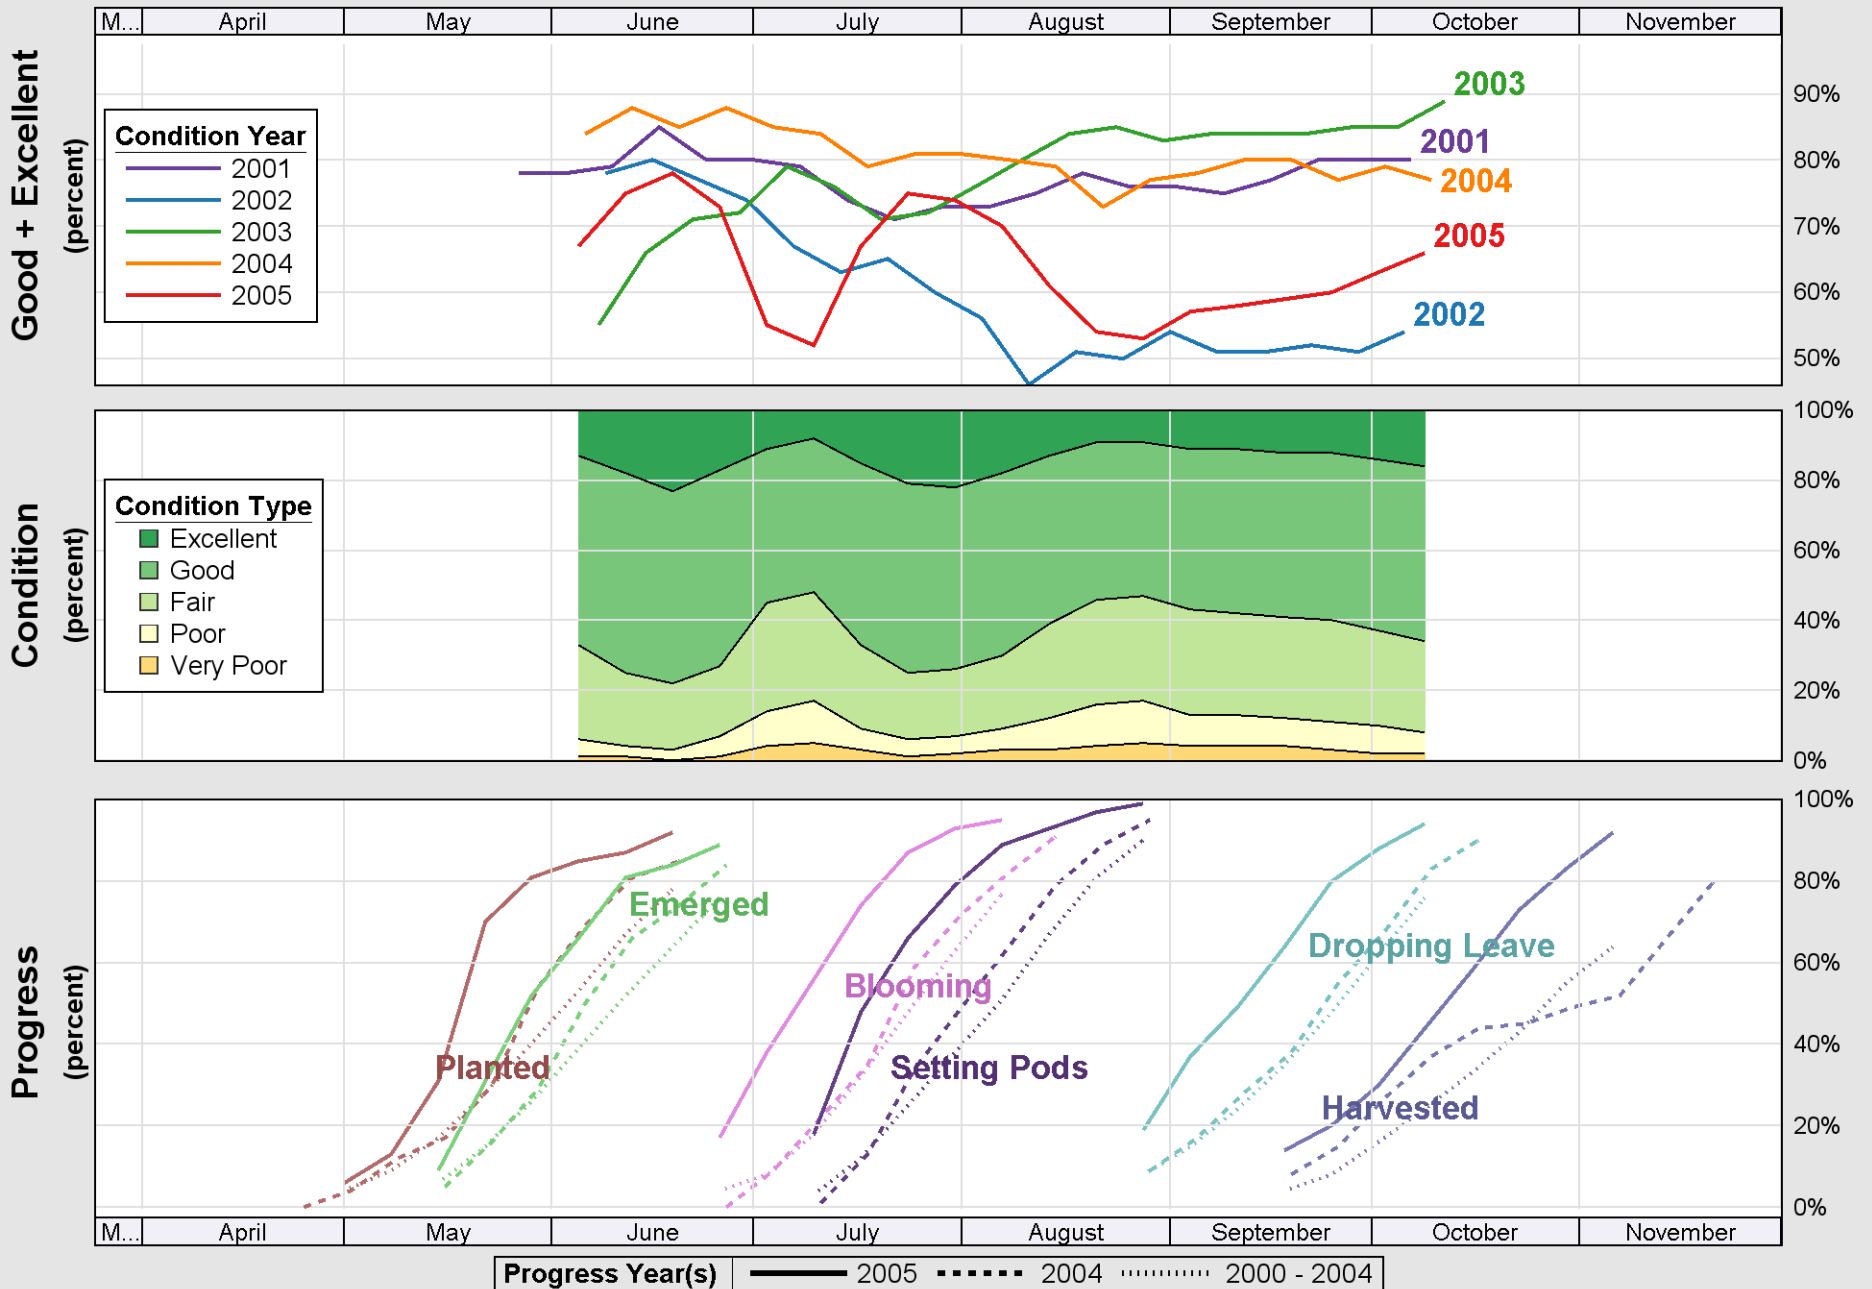 M... April May June July August September October November
Good + Excellent
(percent)
90%
80%
70%
60%
50%
Condition Year
2001
2002
2003
2004
2005
2003
2001
2004
2005
2002
Condition
(percent)
100%
80%
60%
40%
20%
0%
Condition Type
Excellent
Good
Fair
Poor
Very Poor
Progress
(percent)
100%
80%
60%
40%
20%
0%
Emerged
Dropping Leave
Blooming
Planted
Setting Pods
Harvested
M... April May June July August September October November
Progress Year(s) 2005 2004 2000 - 2004